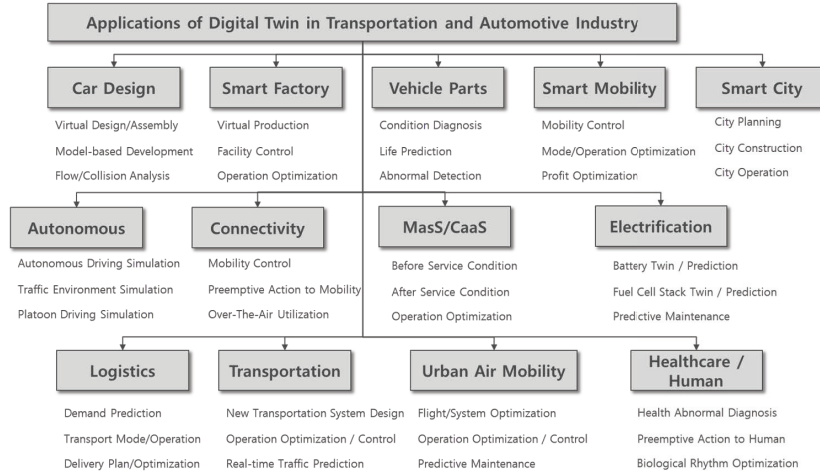 Applications of Digital Twin in Transportation and Automotive Industry
Car Design
Virtual Design/Assembly
Model-based Development
Flow/Collision Analysis
Smart Factory
Virtual Production
Facility Control
Operation Optimization
Vehicle Parts
Condition Diagnosis
Life Prediction
Abnormal Detection
Smart Mobility
Mobility Control
Mode/Operation Optimization
Profit Optimization
Smart City
City Planning
City Construction
City Operation
Autonomous
Autonomous Driving Simulation
Traffic Environment Simulation
Platoon Driving Simulation
Connectivity
Mobility Control
Preemptive Action to Mobility
Over-The-Air Utilization
MasS/CaaS
Before Service Condition
After Service Condition
Operation Optimization
Electrification
Battery Twin / Prediction
Fuel Cell Stack Twin / Prediction
Predictive Maintenance
Logistics
Demand Prediction
Transport Mode/Operation
Delivery Plan/Optimization
Transportation
New Transportation System Design
Operation Optimization / Control
Real-time Traffic Prediction
Urban Air Mobility
Flight/System Optimization
Operation Optimization / Control
Predictive Maintenance
Healthcare /
Human
Health Abnormal Diagnosis
Preemptive Action to Human
Biological Rhythm Optimization